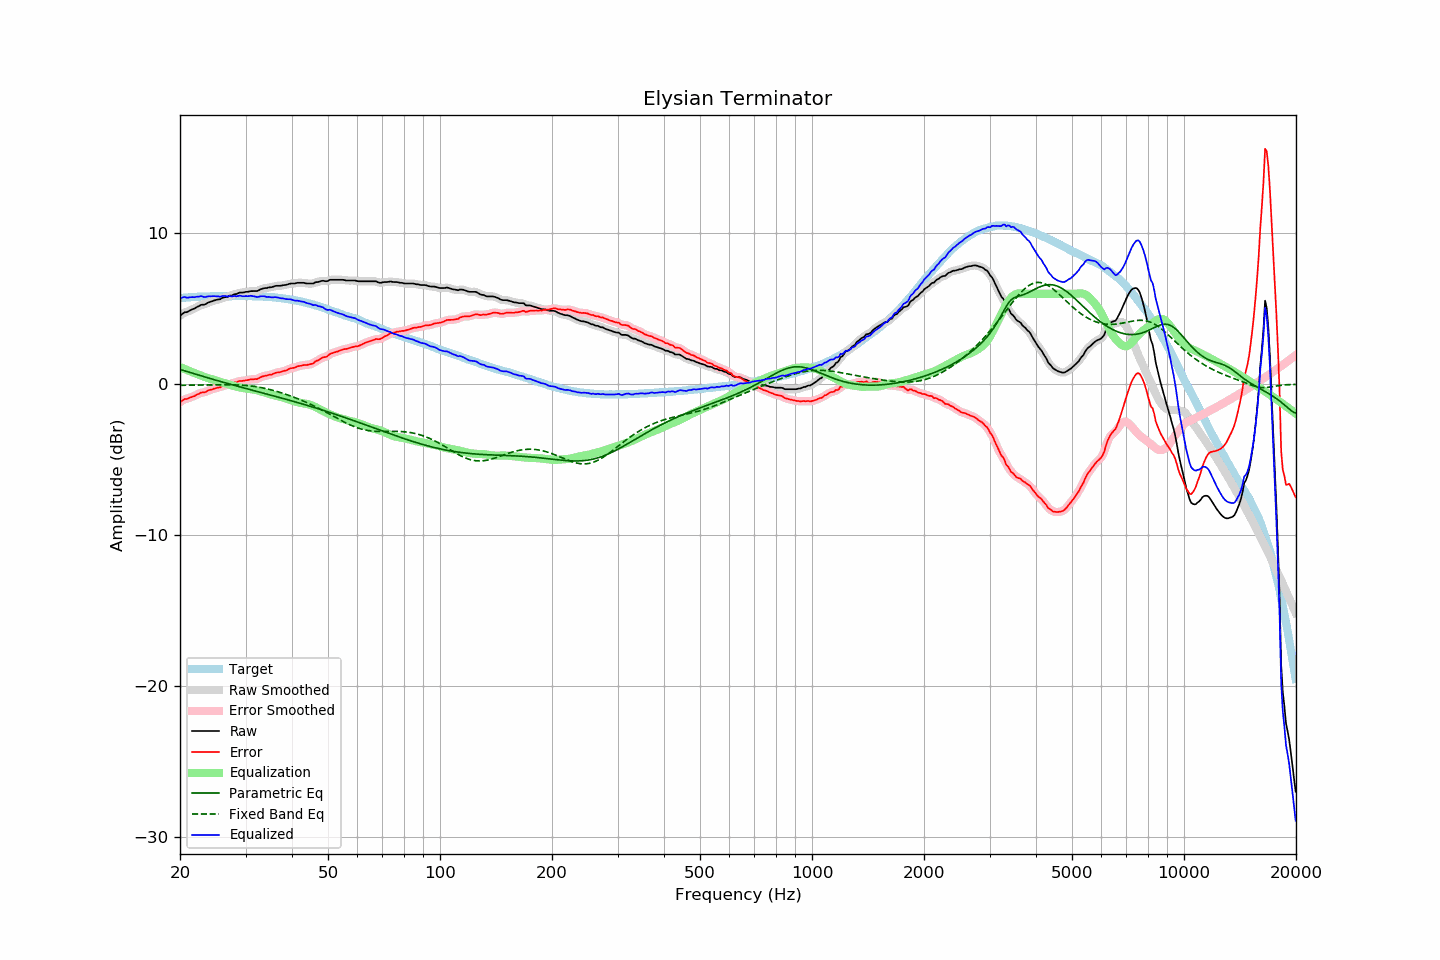 Elysian Terminator
10
0
−10
−20
−30
Amplitude (dBr)
Target
Raw Smoothed
Error Smoothed
Raw
Error
Equalization
Parametric Eq
Fixed Band Eq
Equalized
20
50
100
200
500
1000
2000
5000
10000
20000
Frequency (Hz)